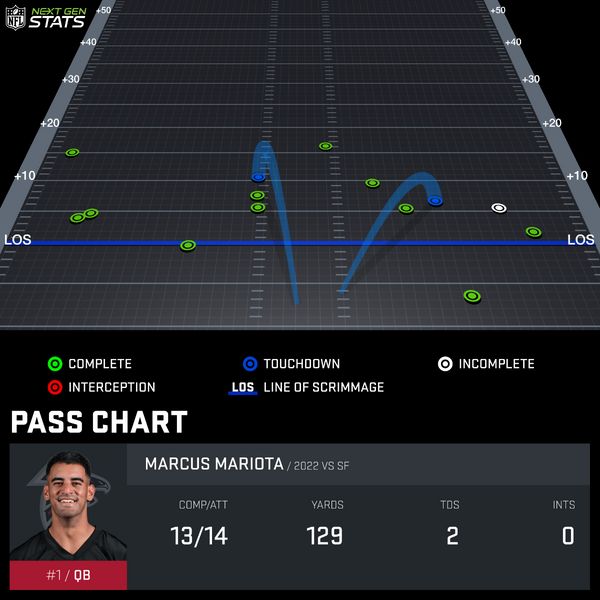 NFL NEXT GEN
STATS
+50 +50
+40 +40
+30 +30
+20 +20
+10 +10
LOS LOS
COMPLETE TOUCHDOWN INCOMPLETE
INTERCEPTION LOS LINE OF SCRIMMAGE
PASS CHART
MARCUS MARIOTA / 2022 VS SF
COMP/ATT YARDS TDS INTS
13/14 129 2 0
#1 / QB